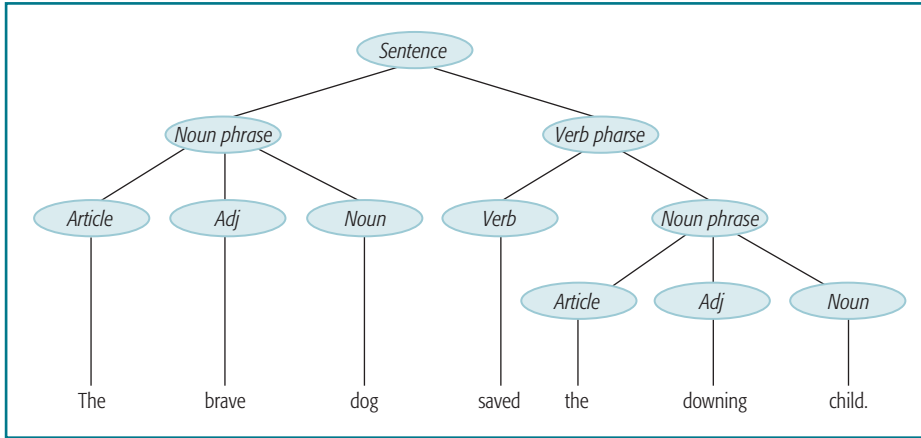 Sentence
Noun phrase Verb pharse
Article Adj Noun Verb Noun phrase
Article Adj Noun
The brave dog saved the downing child.